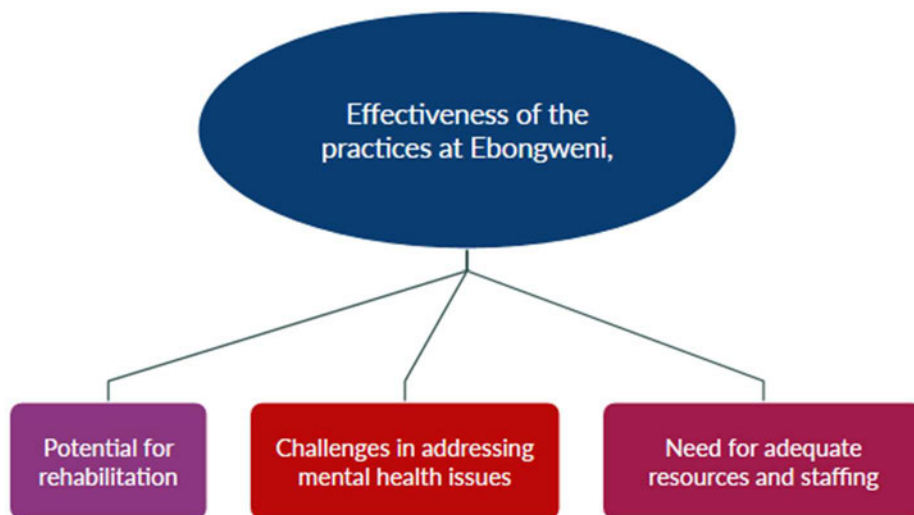 Effectiveness of the
practices at Ebongweni,
Potential for
rehabilitation
Challenges in addressing
mental health issues
Need for adequate
resources and staffing